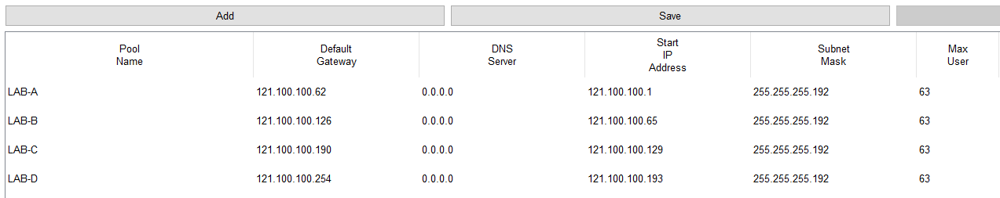 Add Save
Pool Name Default Gateway DNS Server Start IP Address Subnet Mask Max User
LAB-A 121.100.100.62 0.0.0.0 121.100.100.1 255.255.255.192 63
LAB-B 121.100.100.126 0.0.0.0 121.100.100.65 255.255.255.192 63
LAB-C 121.100.100.190 0.0.0.0 121.100.100.129 255.255.255.192 63
LAB-D 121.100.100.254 0.0.0.0 121.100.100.193 255.255.255.192 63